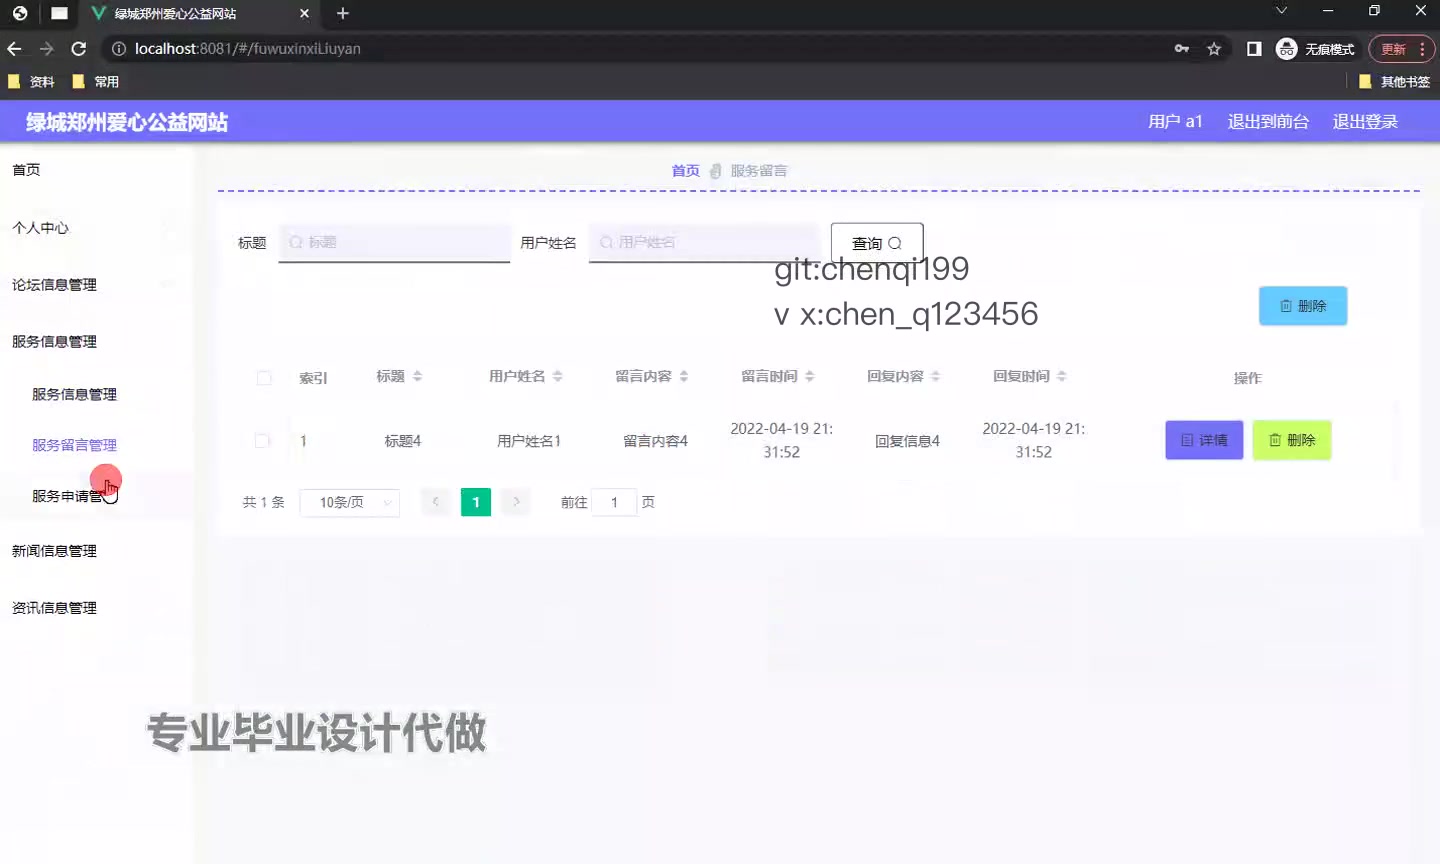 绿城郑州爱心公益网站
localhost:8081/#/fuwuxinxiLiuyan
无痕模式
更新
资料
常用
其他书签
绿城郑州爱心公益网站
用户 a1
退出到前台
退出登录
首页
个人中心
论坛信息管理
服务信息管理
服务信息管理
服务留言管理
服务申请管
新闻信息管理
资讯信息管理
首页 服务留言
标题 标题 用户姓名 用户姓名 查询
git:chenqi199
v x:chen_q123456
删除
索引 标题 用户姓名 留言内容 留言时间 回复内容 回复时间 操作
1 标题4 用户姓名1 留言内容4 2022-04-19 21:31:52 回复信息4 2022-04-19 21:31:52 详情 删除
共 1 条 10条/页 1 前往 1 页
专业毕业设计代做